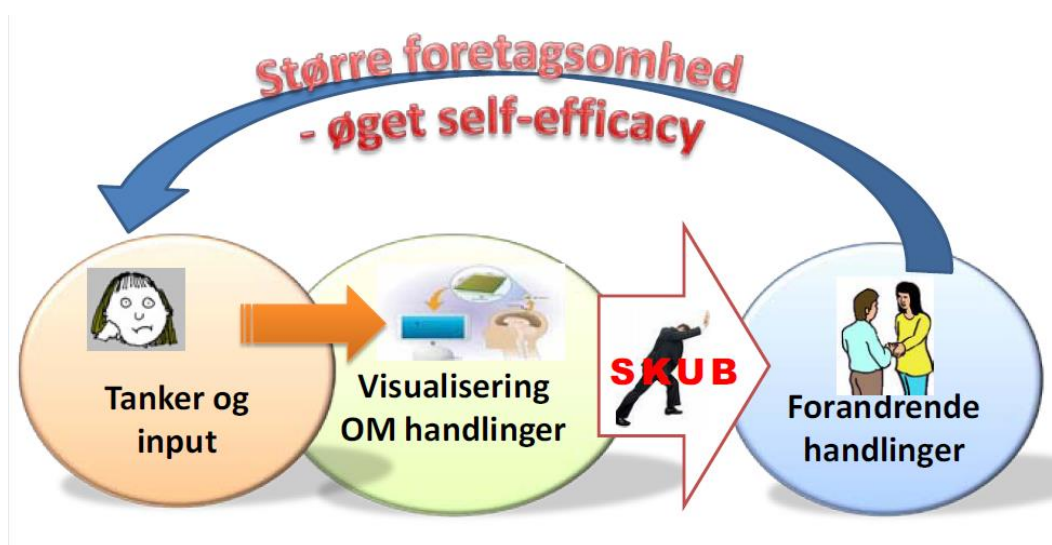 Større foretagsomhed
- øget self-efficacy
Tanker og
input
Visualisering
OM handlinger
SKUB
Forandrende
handlinger